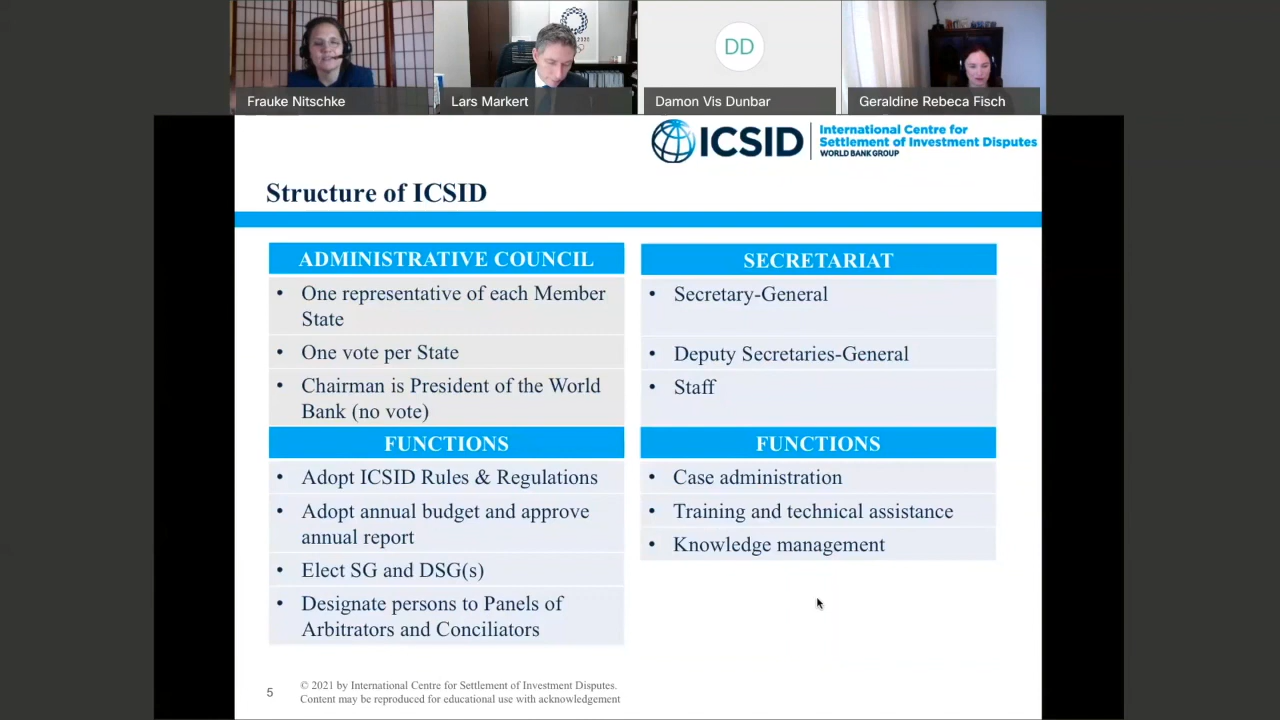 Frauke Nitschke
Lars Markert
DD
Damon Vis Dunbar
Geraldine Rebeca Fisch
ICSID
International Centre for
Settlement of Investment Disputes
WORLD BANK GROUP
Structure of ICSID
ADMINISTRATIVE COUNCIL
• One representative of each Member
State
• One vote per State
• Chairman is President of the World
Bank (no vote)
FUNCTIONS
• Adopt ICSID Rules & Regulations
• Adopt annual budget and approve
annual report
• Elect SG and DSG(s)
• Designate persons to Panels of
Arbitrators and Conciliators
SECRETARIAT
• Secretary-General
• Deputy Secretaries-General
• Staff
FUNCTIONS
• Case administration
• Training and technical assistance
• Knowledge management
5
© 2021 by International Centre for Settlement of Investment Disputes.
Content may be reproduced for educational use with acknowledgement